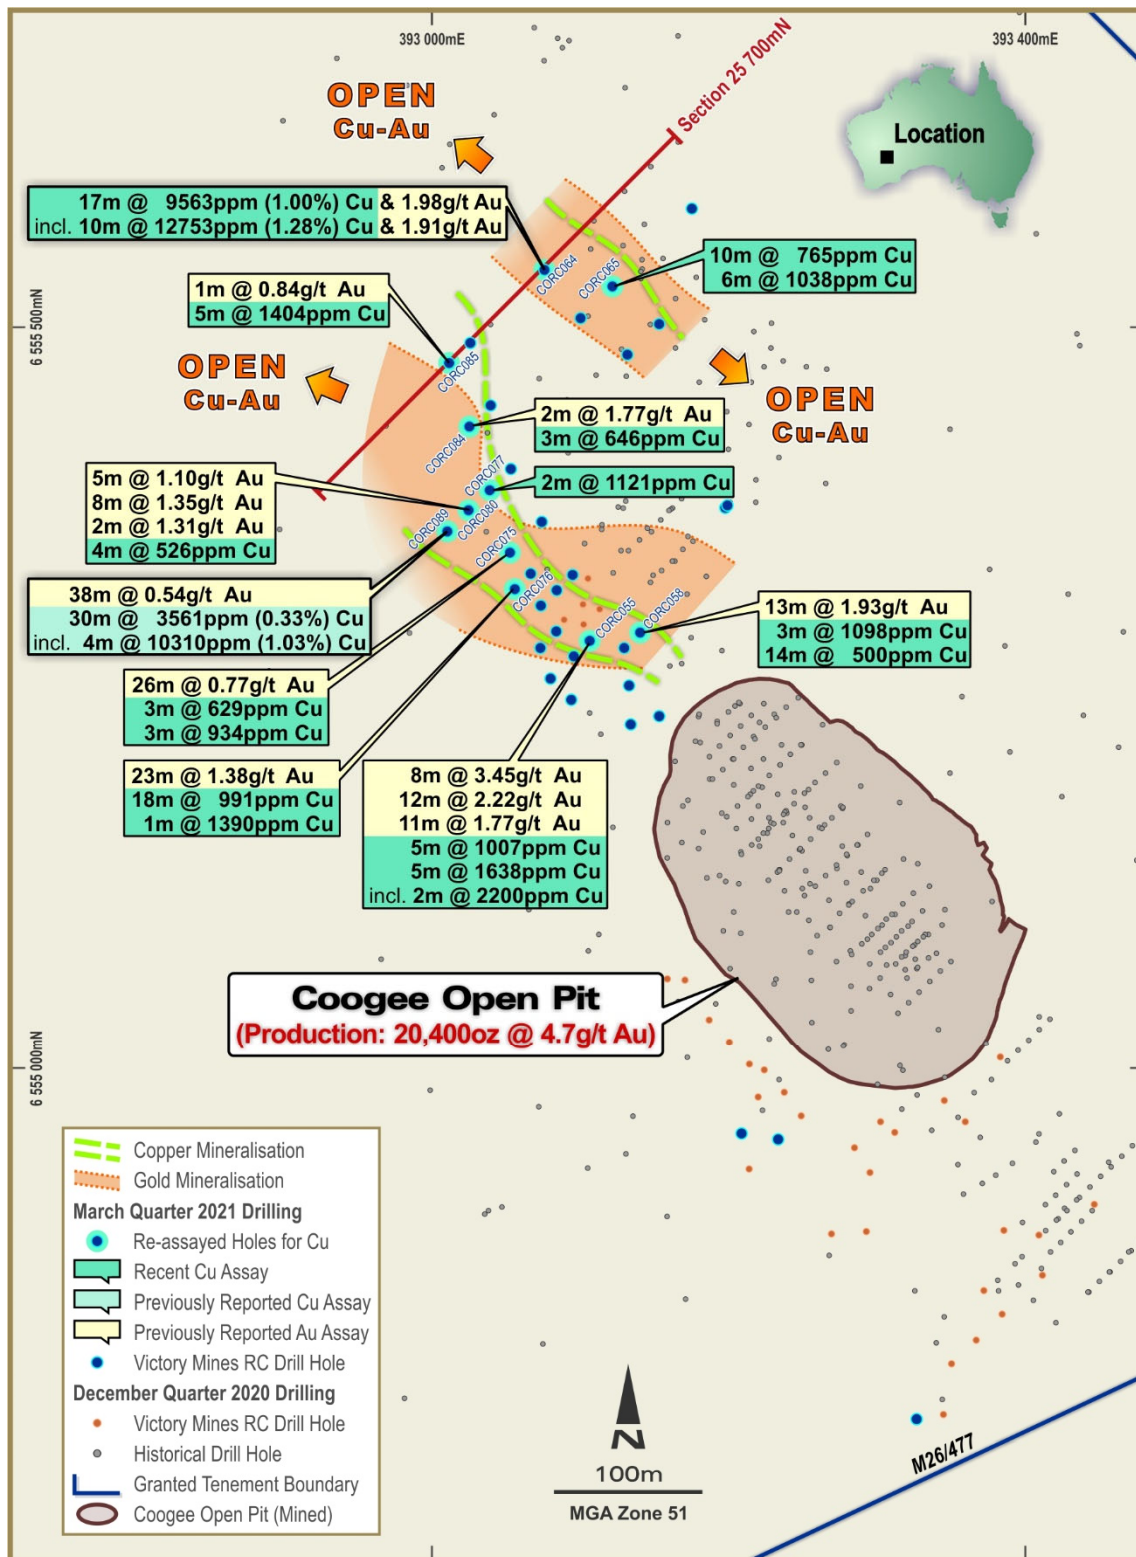 393 000mE
393 400mE
Section 25 700mN
OPEN
Cu-Au
Location
17m @ 9563ppm (1.00%) Cu & 1.98g/t Au
incl. 10m @ 12753ppm (1.28%) Cu & 1.91g/t Au
CORC064
CORC065
10m @ 765ppm Cu
6m @ 1038ppm Cu
1m @ 0.84g/t Au
5m @ 1404ppm Cu
6 555 500mN
CORC085
OPEN
Cu-Au
OPEN
Cu-Au
2m @ 1.77g/t Au
3m @ 646ppm Cu
CORC084
CORC077
2m @ 1121ppm Cu
5m @ 1.10g/t Au
8m @ 1.35g/t Au
2m @ 1.31g/t Au
4m @ 526ppm Cu
CORC080
CORC089
CORC075
CORC076
CORC055
CORC058
38m @ 0.54g/t Au
30m @ 3561ppm (0.33%) Cu
incl. 4m @ 10310ppm (1.03%) Cu
13m @ 1.93g/t Au
3m @ 1098ppm Cu
14m @ 500ppm Cu
26m @ 0.77g/t Au
3m @ 629ppm Cu
3m @ 934ppm Cu
23m @ 1.38g/t Au
18m @ 991ppm Cu
1m @ 1390ppm Cu
8m @ 3.45g/t Au
12m @ 2.22g/t Au
11m @ 1.77g/t Au
5m @ 1007ppm Cu
5m @ 1638ppm Cu
incl. 2m @ 2200ppm Cu
Coogee Open Pit
(Production: 20,400oz @ 4.7g/t Au)
6 555 000mN
Copper Mineralisation
Gold Mineralisation
March Quarter 2021 Drilling
Re-assayed Holes for Cu
Recent Cu Assay
Previously Reported Cu Assay
Previously Reported Au Assay
Victory Mines RC Drill Hole
December Quarter 2020 Drilling
Victory Mines RC Drill Hole
Historical Drill Hole
Granted Tenement Boundary
Coogee Open Pit (Mined)
N
100m
MGA Zone 51
M26/477